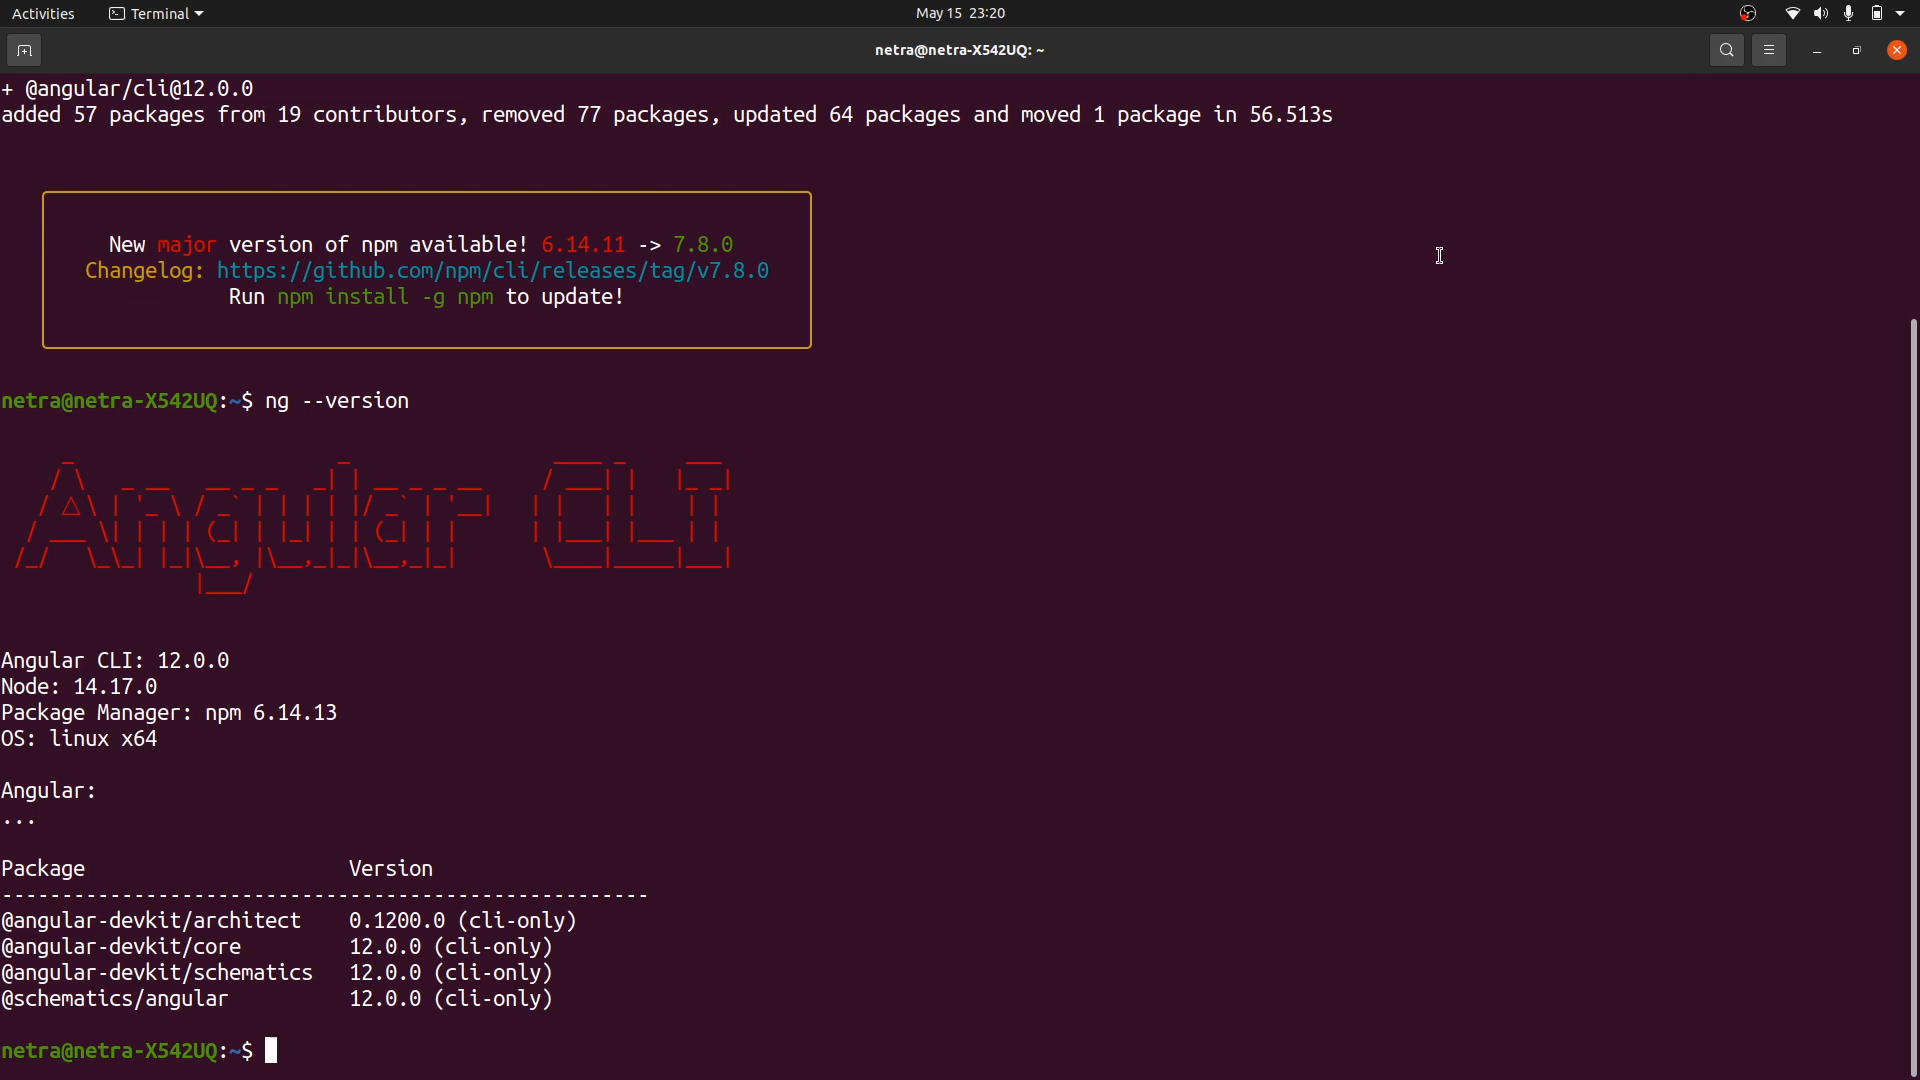 Activities Terminal May 15 23:20
netra@netra-X542UQ: ~
+ @angular/cli@12.0.0
added 57 packages from 19 contributors, removed 77 packages, updated 64 packages and moved 1 package in 56.513s
New major version of npm available! 6.14.11 -> 7.8.0
Changelog: https://github.com/npm/cli/releases/tag/v7.8.0
Run npm install -g npm to update!
netra@netra-X542UQ:~$ ng --version
Angular CLI
Angular CLI: 12.0.0
Node: 14.17.0
Package Manager: npm 6.14.13
OS: linux x64
Angular:
...
Package Version
------------------------------------------------------
@angular-devkit/architect 0.1200.0 (cli-only)
@angular-devkit/core 12.0.0 (cli-only)
@angular-devkit/schematics 12.0.0 (cli-only)
@schematics/angular 12.0.0 (cli-only)
netra@netra-X542UQ:~$